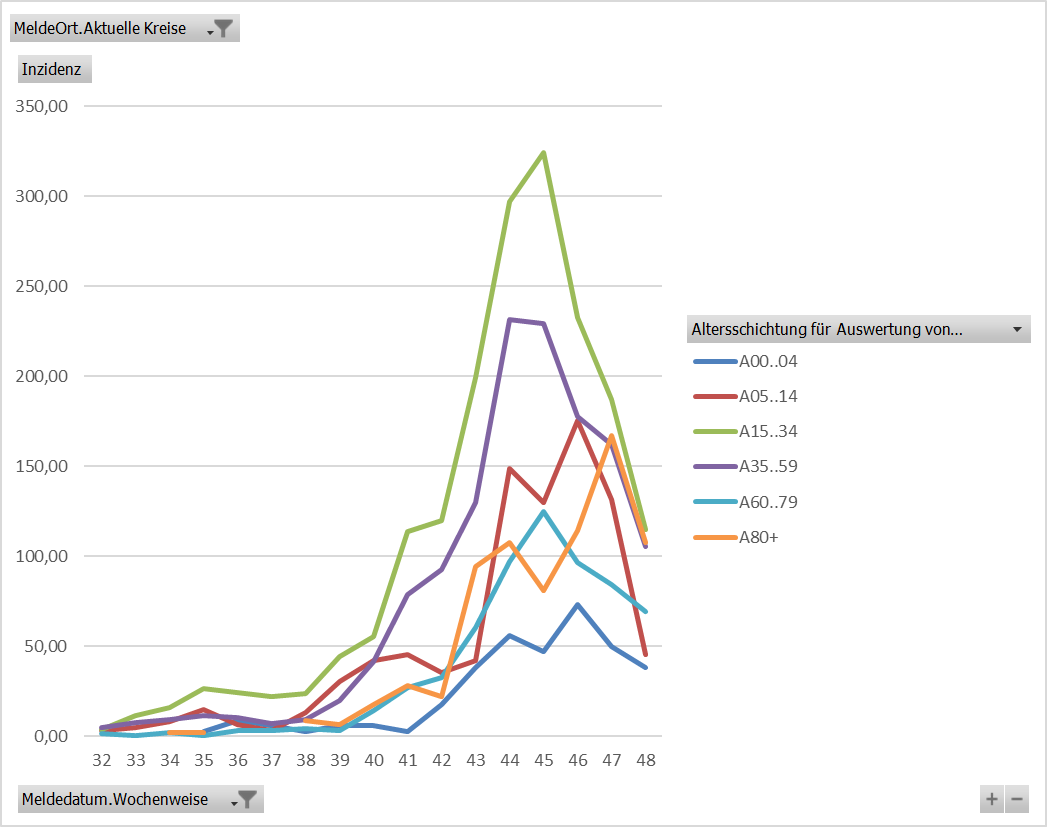 MeldeOrt.Aktuelle Kreise
Inzidenz
350,00
300,00
250,00
200,00
150,00
100,00
50,00
0,00
32 33 34 35 36 37 38 39 40 41 42 43 44 45 46 47 48
Altersschichtung für Auswertung von...
A00..04
A05..14
A15..34
A35..59
A60..79
A80+
Meldedatum.Wochenweise
+ −